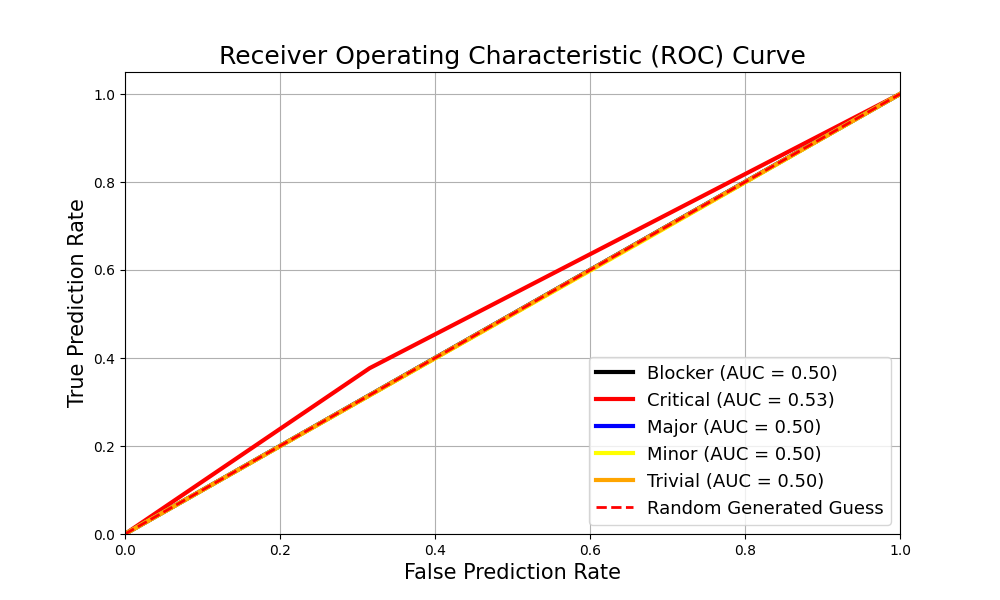 Receiver Operating Characteristic (ROC) Curve
True Prediction Rate
1.0
0.8
0.6
0.4
0.2
0.0
Blocker (AUC = 0.50)
Critical (AUC = 0.53)
Major (AUC = 0.50)
Minor (AUC = 0.50)
Trivial (AUC = 0.50)
Random Generated Guess
0.0 0.2 0.4 0.6 0.8 1.0
False Prediction Rate